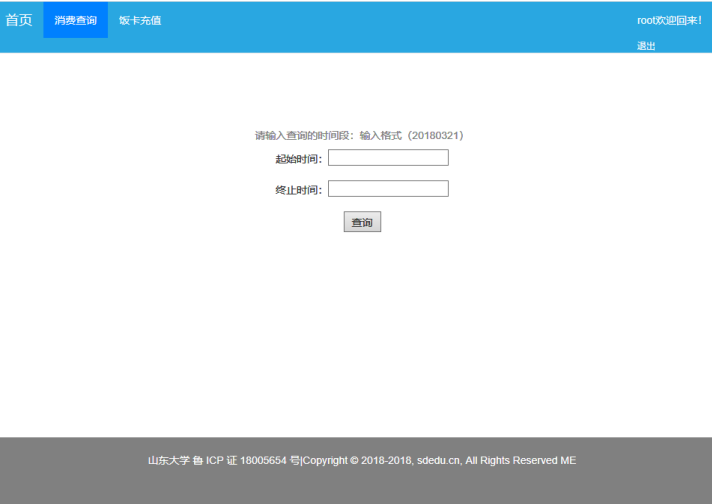 首页 消费查询 饭卡充值 root欢迎回来！
退出
请输入查询的时间段：输入格式（20180321）
起始时间：
终止时间：
查询
山东大学 鲁 ICP 证 18005654 号|Copyright © 2018-2018, sdedu.cn, All Rights Reserved ME